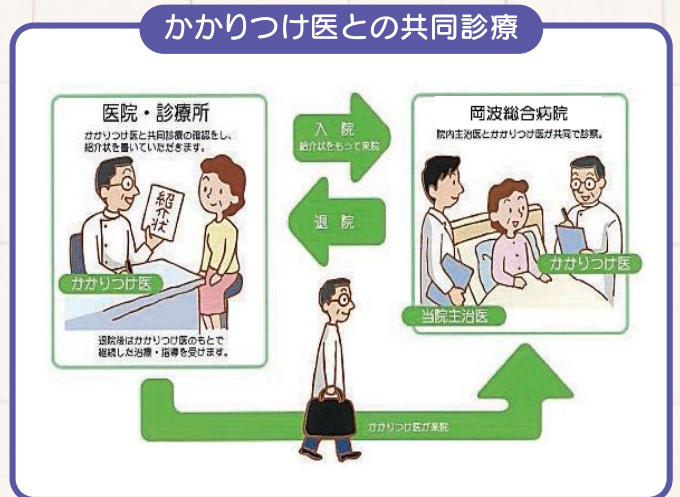 かかりつけ医との共同診療
医院・診療所
かかりつけ医と共同診療の確認をし、
紹介状を書いていただきます。
紹介状
かかりつけ医
退院後はかかりつけ医のもとで
継続した治療・指導を受けます。
入院
紹介状をもって来院
退院
岡波総合病院
院内主治医とかかりつけ医が共同で診察。
かかりつけ医
当院主治医
かかりつけ医が来院